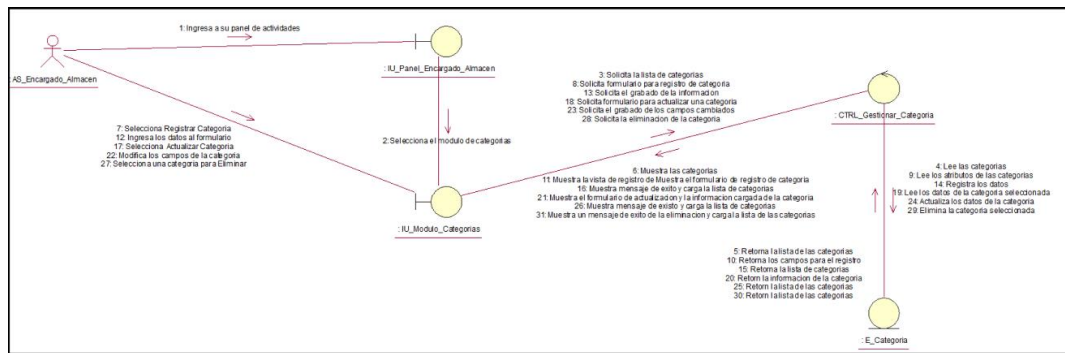 1: Ingresa a su panel de actividades
: AS_Encargado_Almacen
: IU_Panel_Encargado_Almacen
3: Solicita la lista de categorias
8: Solicita formulario para registro de categoria
13: Solicita el grabado de la informacion
18: Solicita formulario para actualizar una categoria
23: Solicita el grabado de los campos cambiados
28: Solicita la eliminacion de la categoria
: CTRL_Gestionar_Categoria
7: Selecciona Registrar Categoria
12: Ingresa los datos al formulario
17: Selecciona Actualizar Categoria
22: Modifica los campos de la categoria
27: Selecciona una categoria para Eliminar
2: Selecciona el modulo de categorias
6: Muestra las categorias
11: Muestra la vista de registro de Muestra el formulario de registro de categoria
16: Muestra mensaje de exito y carga la lista de categorias
21: Muestra el formulario de actualizacion y la informacion cargada de la categoria
26: Muestra mensaje de existo y carga la lista de categorias
31: Muestra un mensaje de exito de la eliminacion y carga la lista de las categorias
4: Lee las categorias
9: Lee los atributos de las categorias
14: Registra los datos
19: Lee los datos de la categoria seleccionada
24: Actualiza los datos de la categoria
29: Elimina la categoria seleccionada
: IU_Modulo_Categorias
5: Retorna la lista de las categorias
10: Retorna los campos para el registro
15: Retorna la lista de categorias
20: Retorn la informacion de la categoria
25: Retorn la lista de las categorias
30: Retorn la lista de las categorias
: E_Categoria